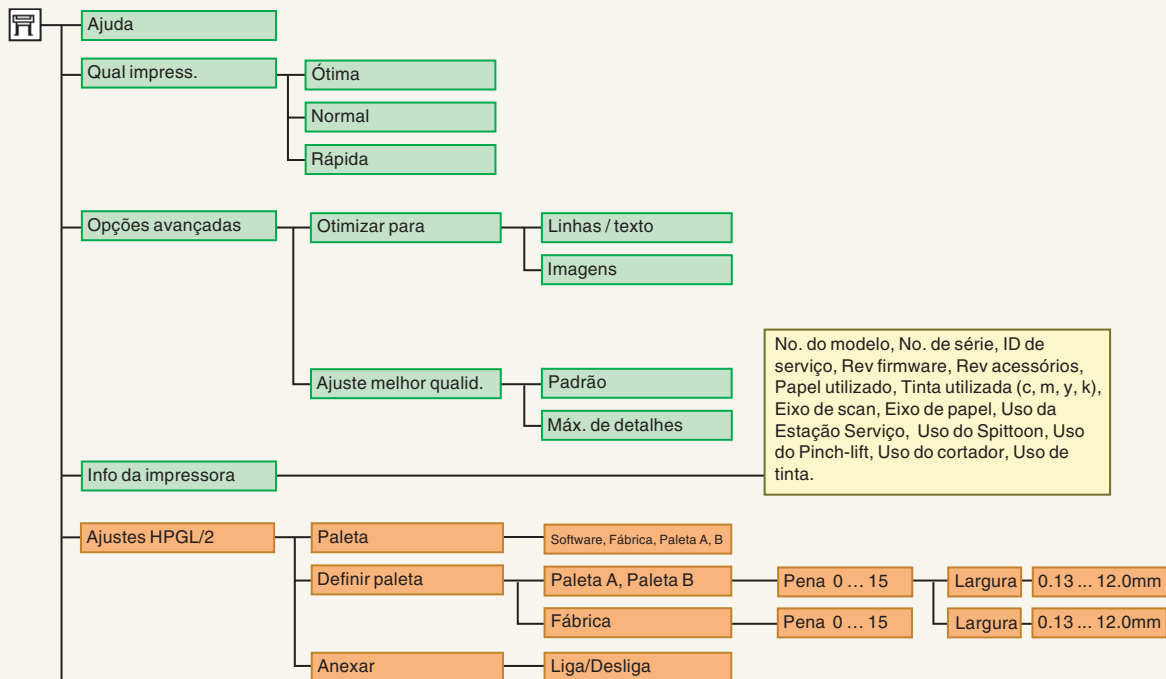 Ajuda
Qual impress.
Ótima
Normal
Rápida
Opções avançadas
Otimizar para
Linhas / texto
Imagens
Ajuste melhor qualid.
Padrão
Máx. de detalhes
Info da impressora
No. do modelo, No. de série, ID de
serviço, Rev firmware, Rev acessórios,
Papel utilizado, Tinta utilizada (c, m, y, k),
Eixo de scan, Eixo de papel, Uso da
Estação Serviço, Uso do Spittoon, Uso
do Pinch-lift, Uso do cortador, Uso de
tinta.
Ajustes HPGL/2
Paleta
Software, Fábrica, Paleta A, B
Definir paleta
Paleta A, Paleta B
Pena 0 ... 15
Largura
0.13 ... 12.0mm
Fábrica
Pena 0 ... 15
Largura
0.13 ... 12.0mm
Anexar
Liga/Desliga